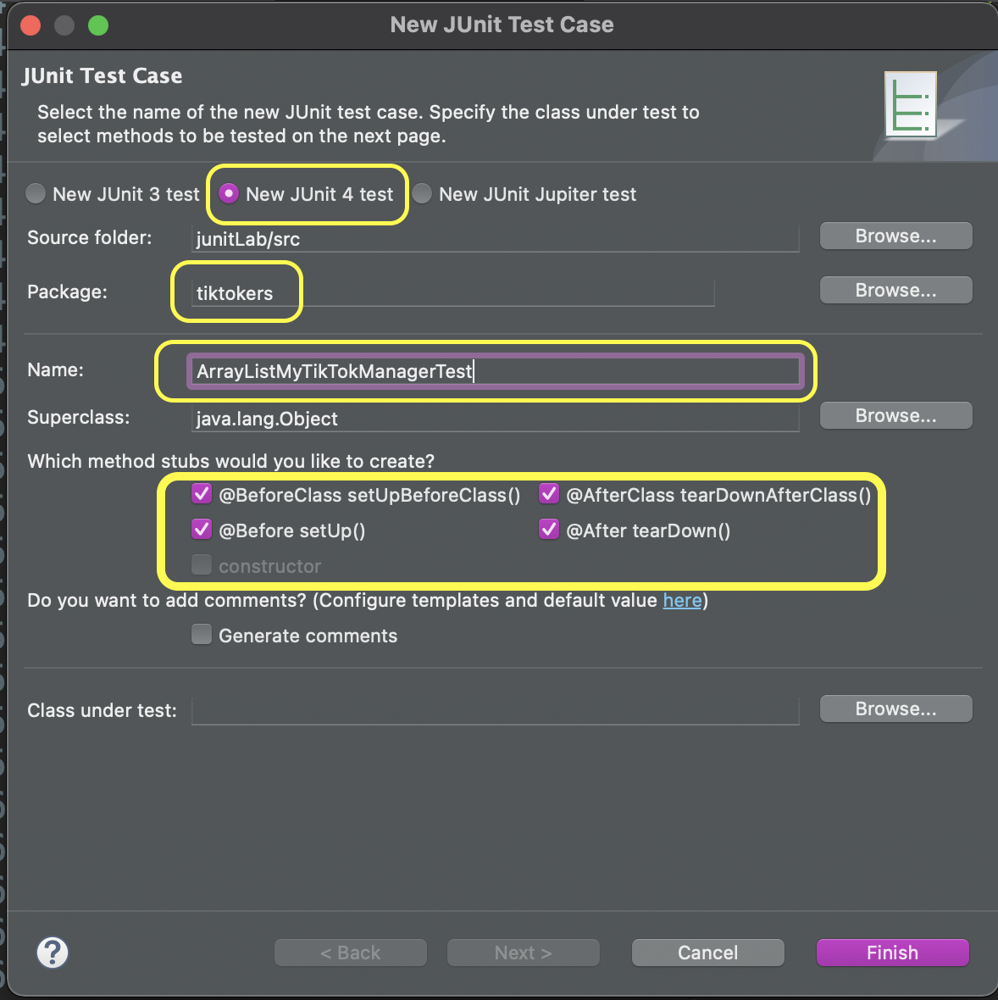 New JUnit Test Case
JUnit Test Case
Select the name of the new JUnit test case. Specify the class under test to
select methods to be tested on the next page.
New JUnit 3 test New JUnit 4 test New JUnit Jupiter test
Source folder: junitLab/src Browse...
Package: tiktokers Browse...
Name: ArrayListMyTikTokManagerTest
Superclass: java.lang.Object Browse...
Which method stubs would you like to create?
@BeforeClass setUpBeforeClass() @AfterClass tearDownAfterClass()
@Before setUp() @After tearDown()
constructor
Do you want to add comments? (Configure templates and default value here)
Generate comments
Class under test: Browse...
? < Back Next > Cancel Finish